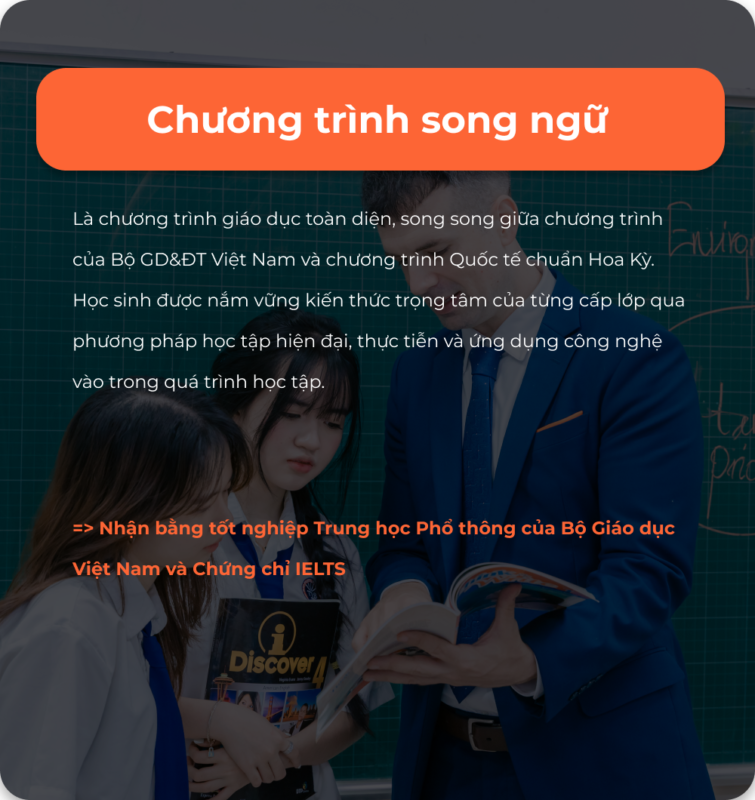 Chương trình song ngữ
Là chương trình giáo dục toàn diện, song song giữa chương trình
của Bộ GD&ĐT Việt Nam và chương trình Quốc tế chuẩn Hoa Kỳ.
Học sinh được nắm vững kiến thức trọng tâm của từng cấp lớp qua
phương pháp học tập hiện đại, thực tiễn và ứng dụng công nghệ
vào trong quá trình học tập.
=> Nhận bằng tốt nghiệp Trung học Phổ thông của Bộ Giáo dục
Việt Nam và Chứng chỉ IELTS
i
Discover 4